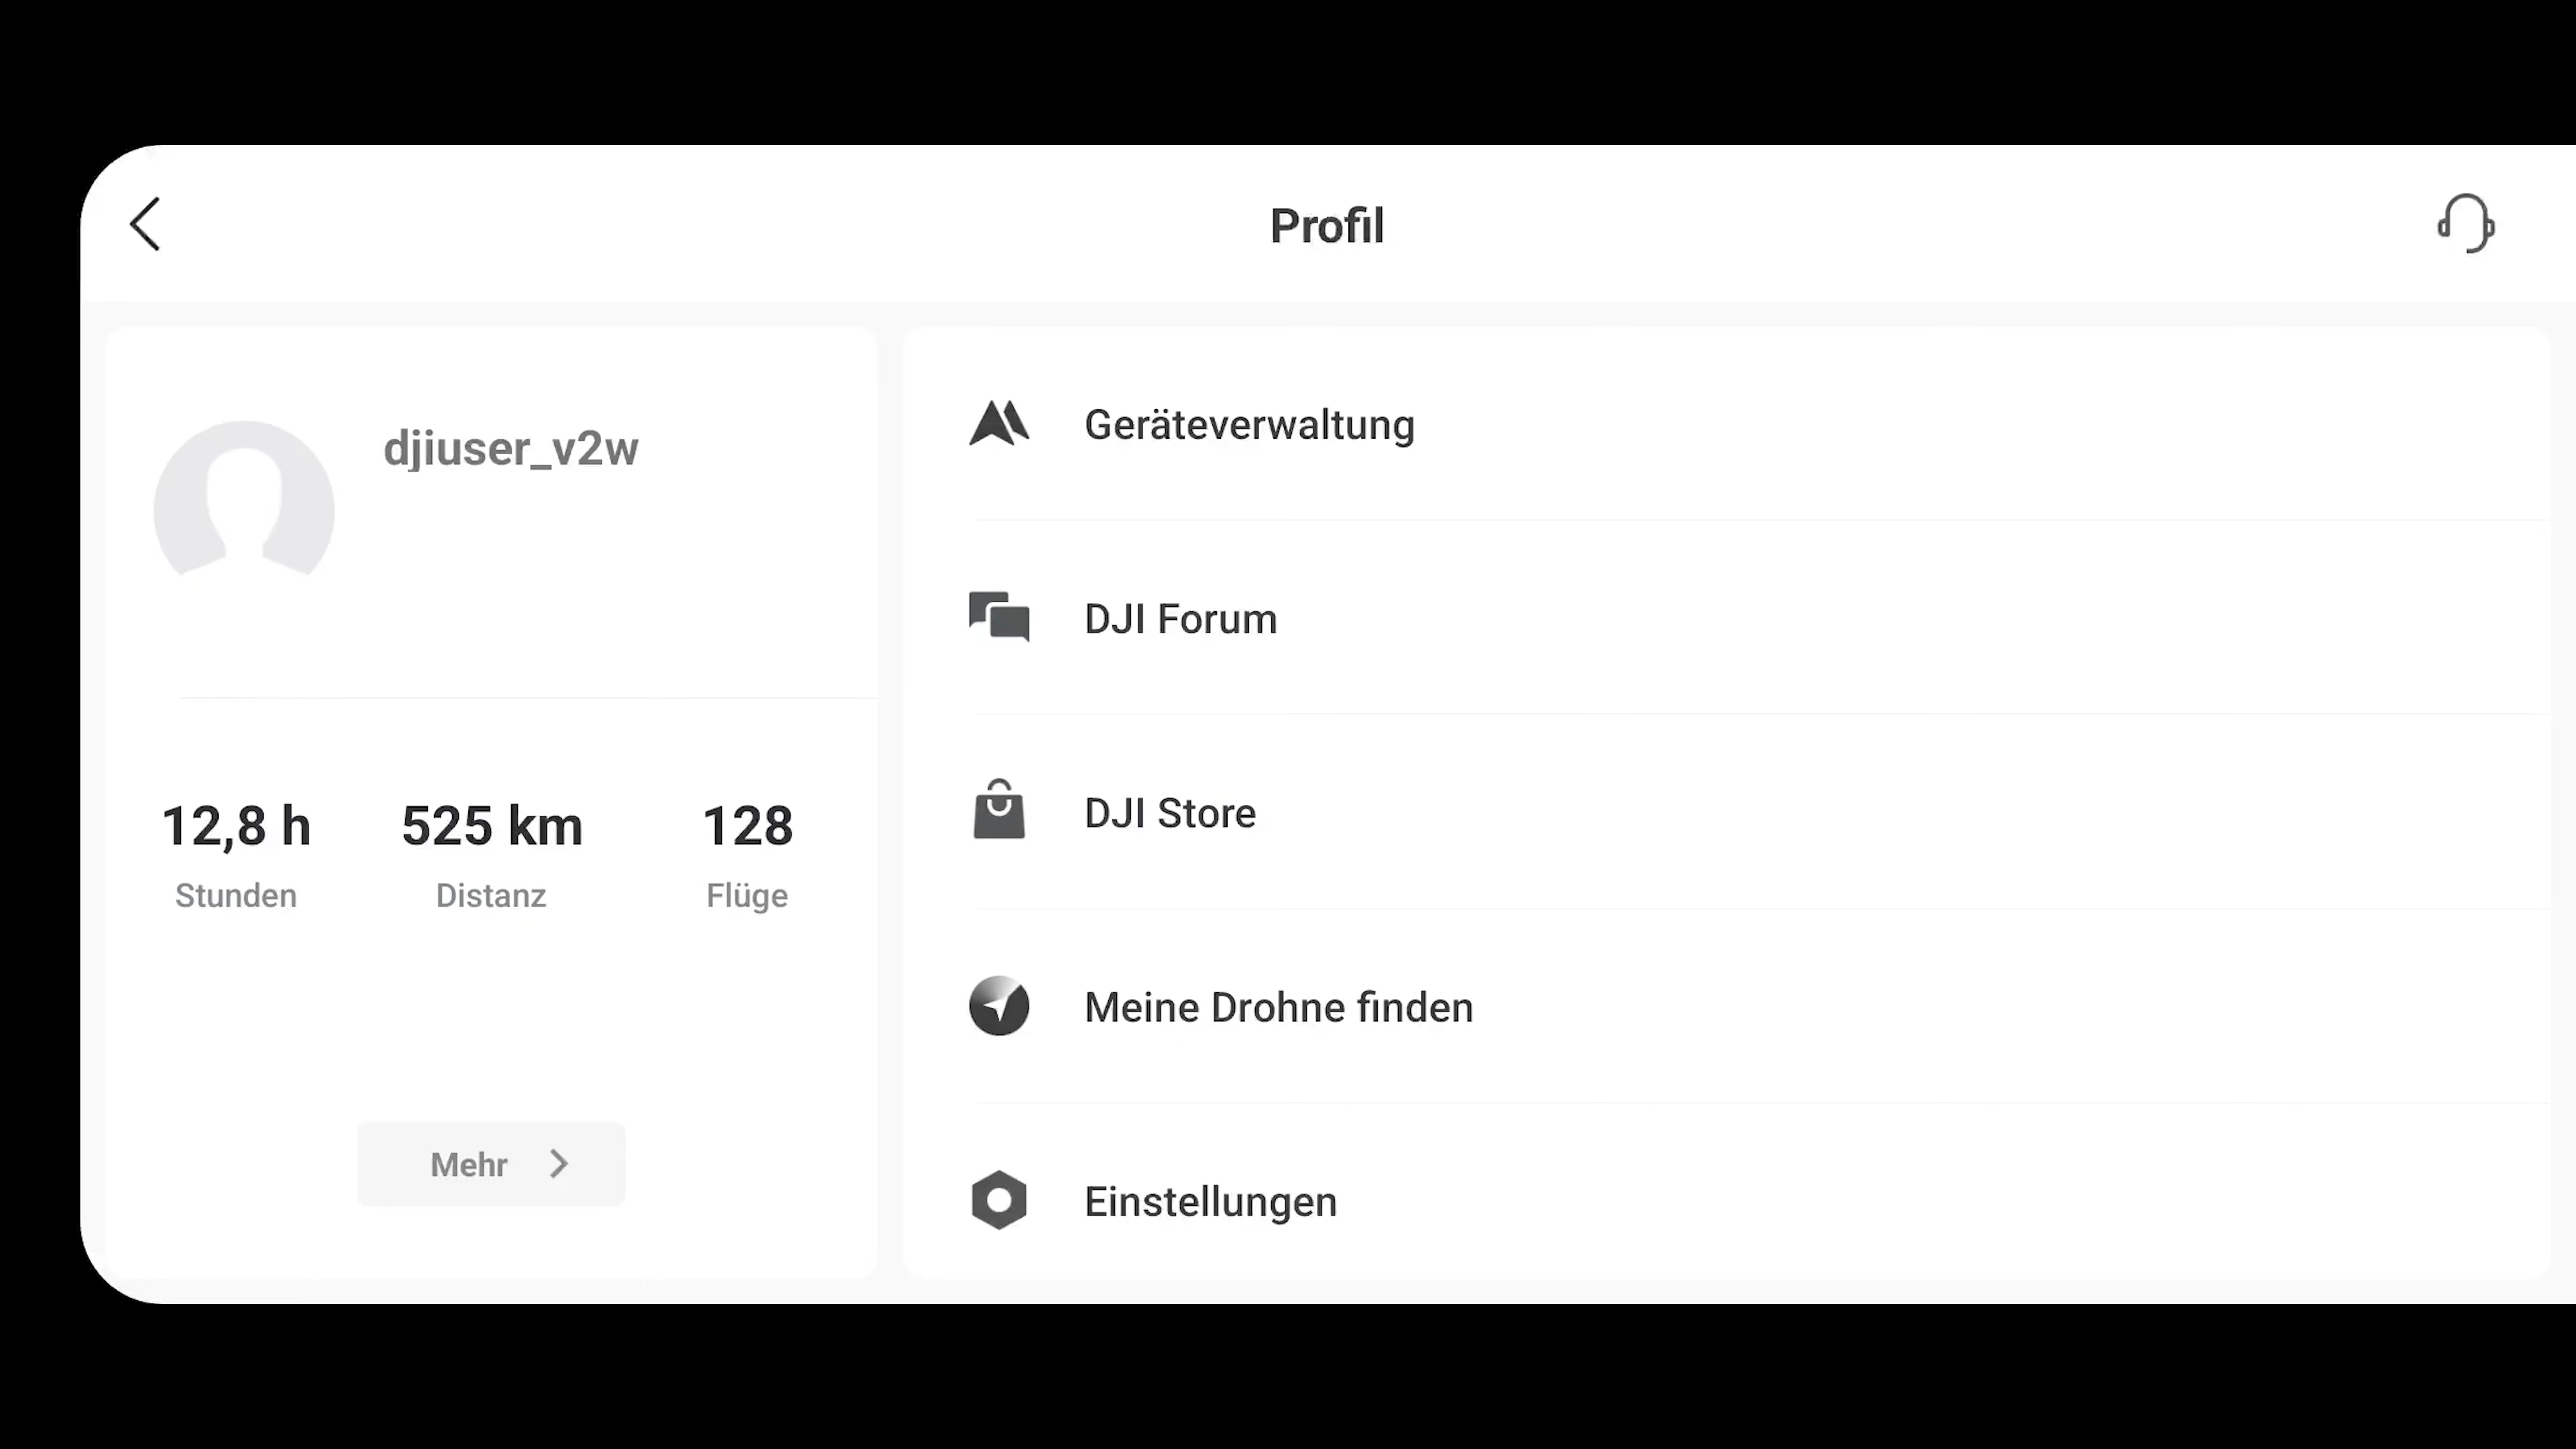 Profil
djiuser_v2w
12,8 h 525 km 128
Stunden Distanz Flüge
Mehr
Geräteverwaltung
DJI Forum
DJI Store
Meine Drohne finden
Einstellungen